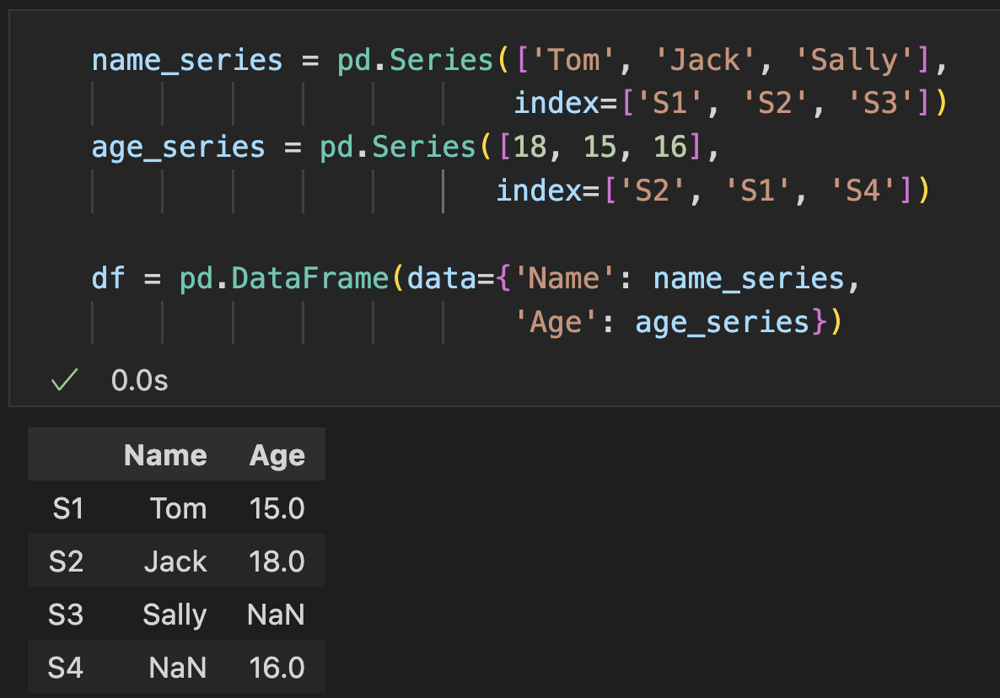 name_series = pd.Series(['Tom', 'Jack', 'Sally'],
index=['S1', 'S2', 'S3'])
age_series = pd.Series([18, 15, 16],
index=['S2', 'S1', 'S4'])
df = pd.DataFrame(data={'Name': name_series,
'Age': age_series})
✓ 0.0s
Name Age
S1 Tom 15.0
S2 Jack 18.0
S3 Sally NaN
S4 NaN 16.0